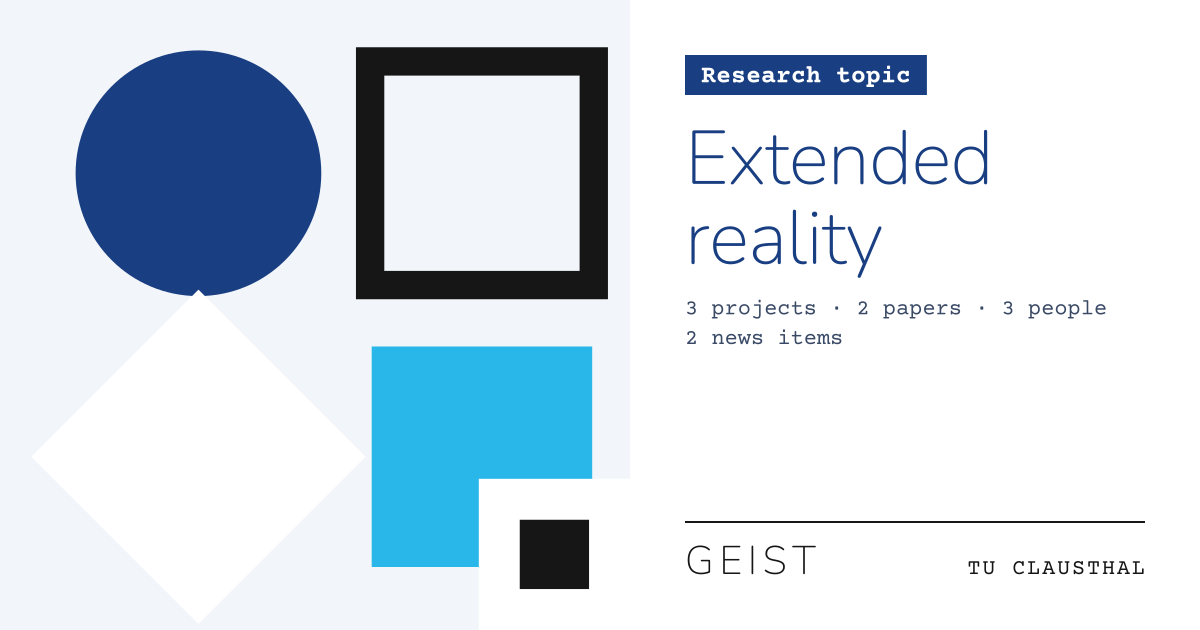 Research topic
Extended
reality
3 projects · 2 papers · 3 people
2 news items
GEIST
TU CLAUSTHAL